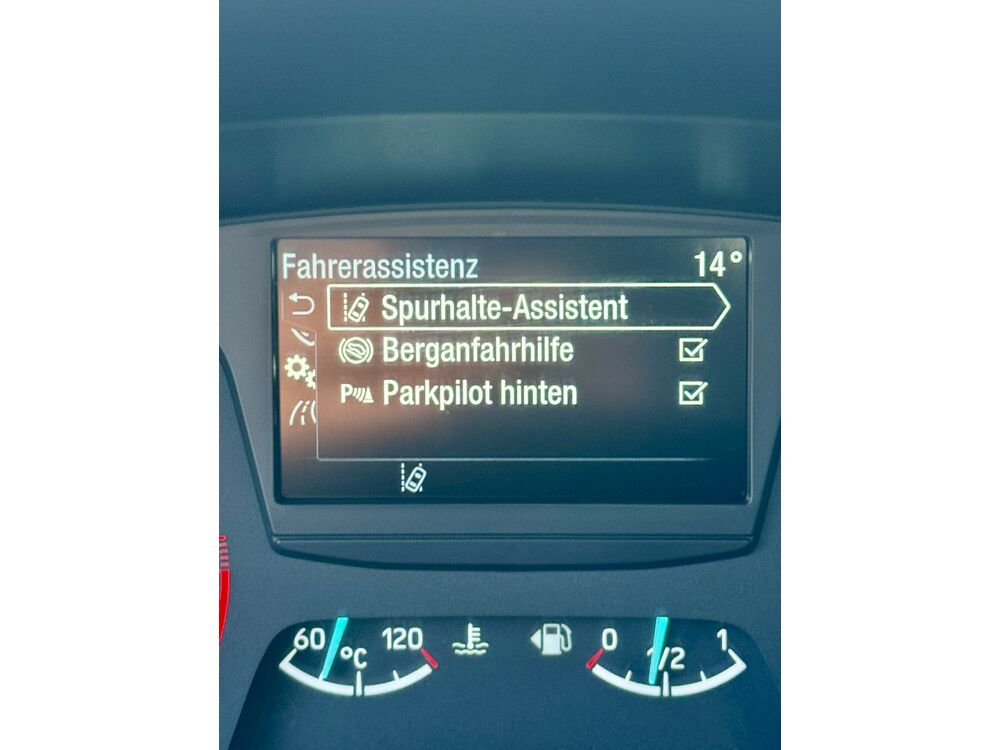 Fahrerassistenz 14°
Spurhalte-Assistent
Berganfahrhilfe
P Parkpilot hinten
60 120 0 1
°C 1/2